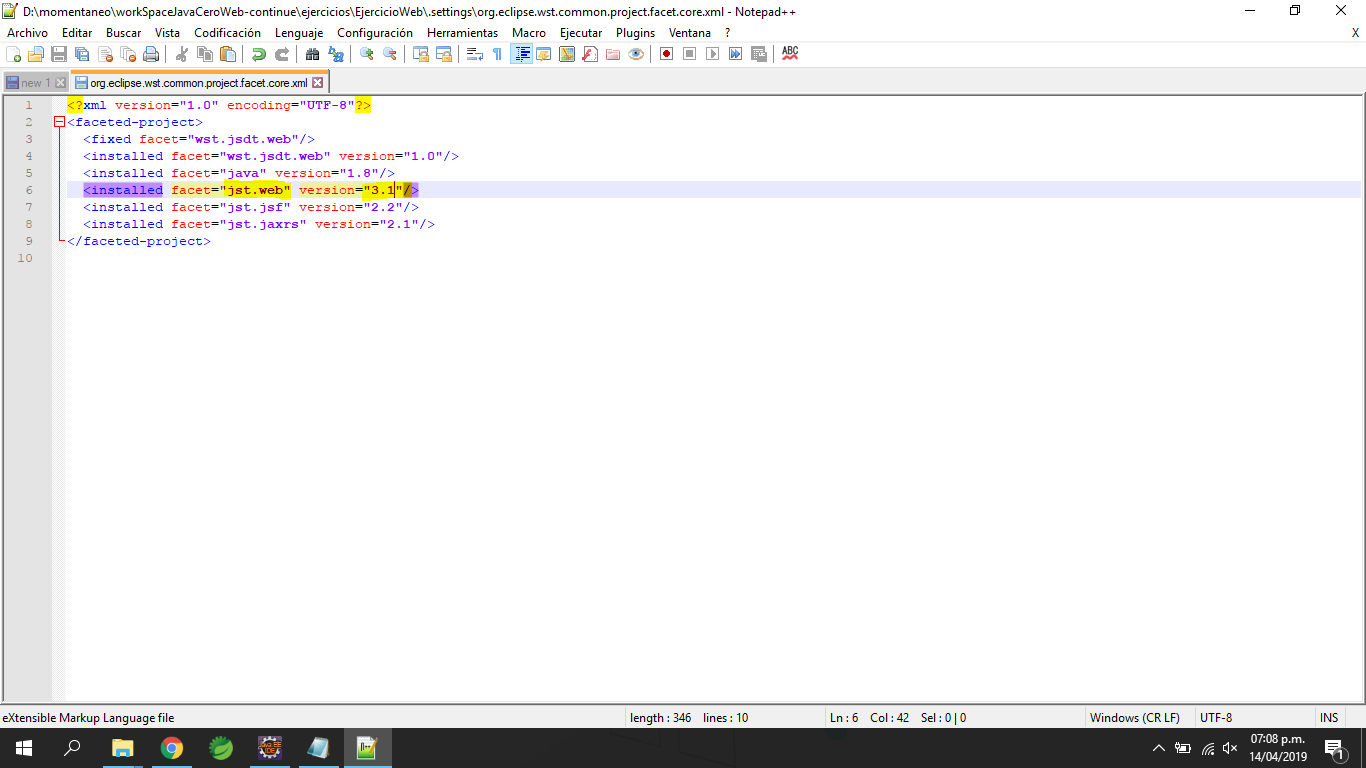 D:\momentaneo\workSpaceJavaCeroWeb-continue\ejercicios\EjercicioWeb\.settings\org.eclipse.wst.common.project.facet.core.xml - Notepad++
Archivo Editar Buscar Vista Codificación Lenguaje Configuración Herramientas Macro Ejecutar Plugins Ventana ? X
ABC
new 1 org.eclipse.wst.common.project.facet.core.xml
1 <?xml version="1.0" encoding="UTF-8"?>
2 <faceted-project>
3 <fixed facet="wst.jsdt.web"/>
4 <installed facet="wst.jsdt.web" version="1.0"/>
5 <installed facet="java" version="1.8"/>
6 <installed facet="jst.web" version="3.1"/>
7 <installed facet="jst.jsf" version="2.2"/>
8 <installed facet="jst.jaxrs" version="2.1"/>
9 </faceted-project>
10
eXtensible Markup Language file length : 346 lines : 10 Ln : 6 Col : 42 Sel : 0 | 0 Windows (CR LF) UTF-8 INS
07:08 p.m.
14/04/2019
1